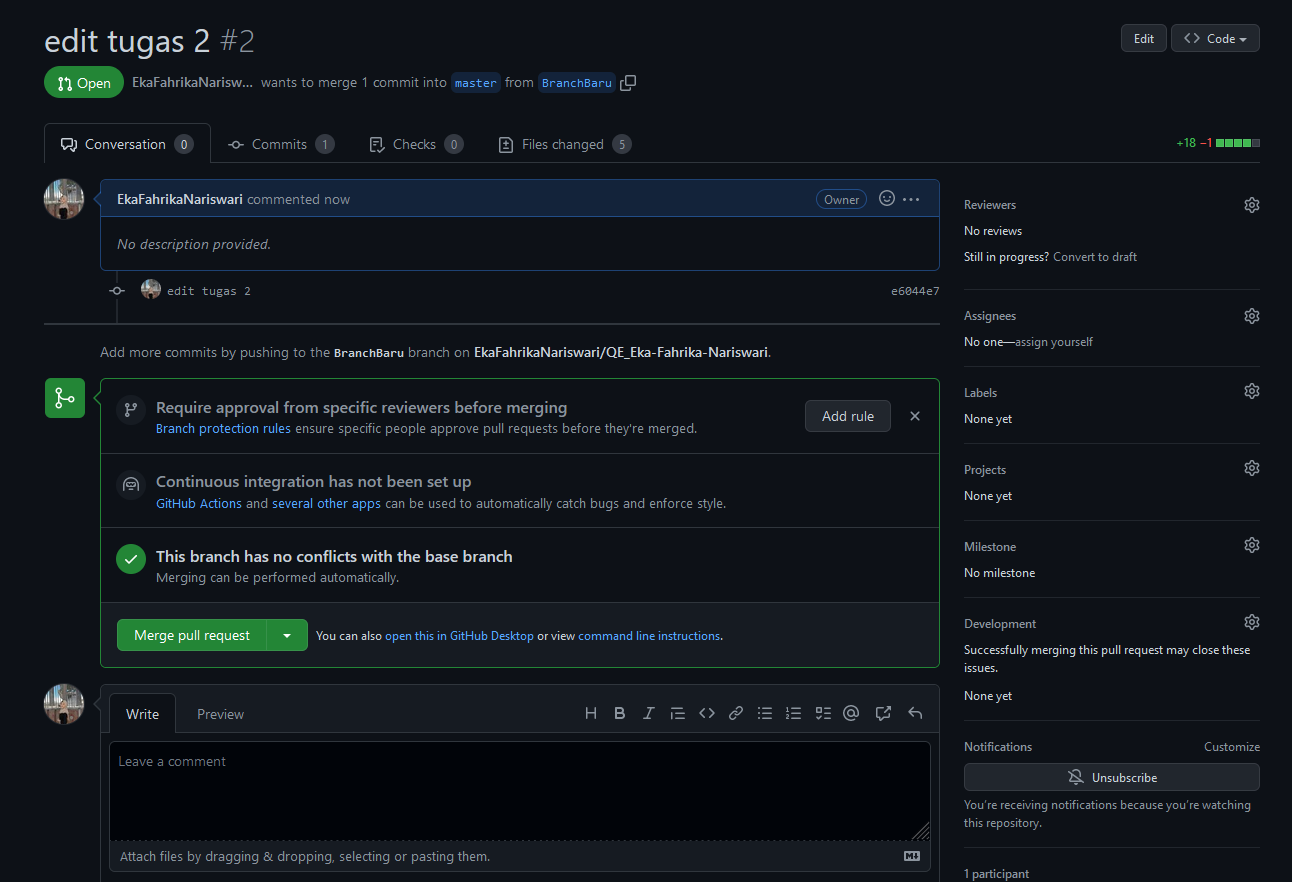 edit tugas 2 #2
Edit
Code
Open
EkaFahrikaNarisw... wants to merge 1 commit into master from BranchBaru
Conversation 0
Commits 1
Checks 0
Files changed 5
+18 −1
EkaFahrikaNariswari commented now
Owner
No description provided.
edit tugas 2
e6044e7
Add more commits by pushing to the BranchBaru branch on EkaFahrikaNariswari/QE_Eka-Fahrika-Nariswari.
Require approval from specific reviewers before merging
Branch protection rules ensure specific people approve pull requests before they're merged.
Add rule
Continuous integration has not been set up
GitHub Actions and several other apps can be used to automatically catch bugs and enforce style.
This branch has no conflicts with the base branch
Merging can be performed automatically.
Merge pull request
You can also open this in GitHub Desktop or view command line instructions.
Write
Preview
Leave a comment
Attach files by dragging & dropping, selecting or pasting them.
Reviewers
No reviews
Still in progress? Convert to draft
Assignees
No one—assign yourself
Labels
None yet
Projects
None yet
Milestone
No milestone
Development
Successfully merging this pull request may close these
issues.
None yet
Notifications
Customize
Unsubscribe
You're receiving notifications because you're watching
this repository.
1 participant